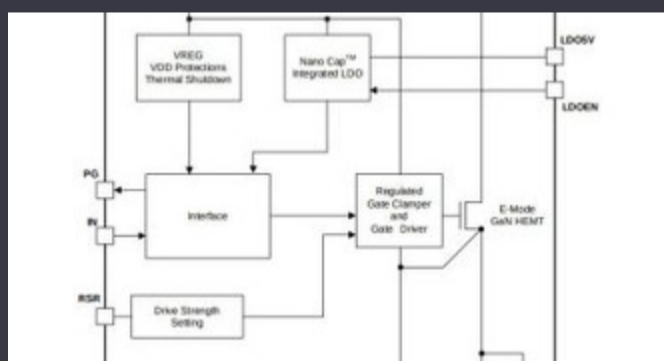 VREG
VDD Protections
Thermal Shutdown
Nano Cap™
Integrated LDO
LDO5V
LDOEN
PG
IN
Interface
Regulated
Gate Clamper
and
Gate Driver
E-Mode
GaN HEMT
RSR
Drive Strength
Setting